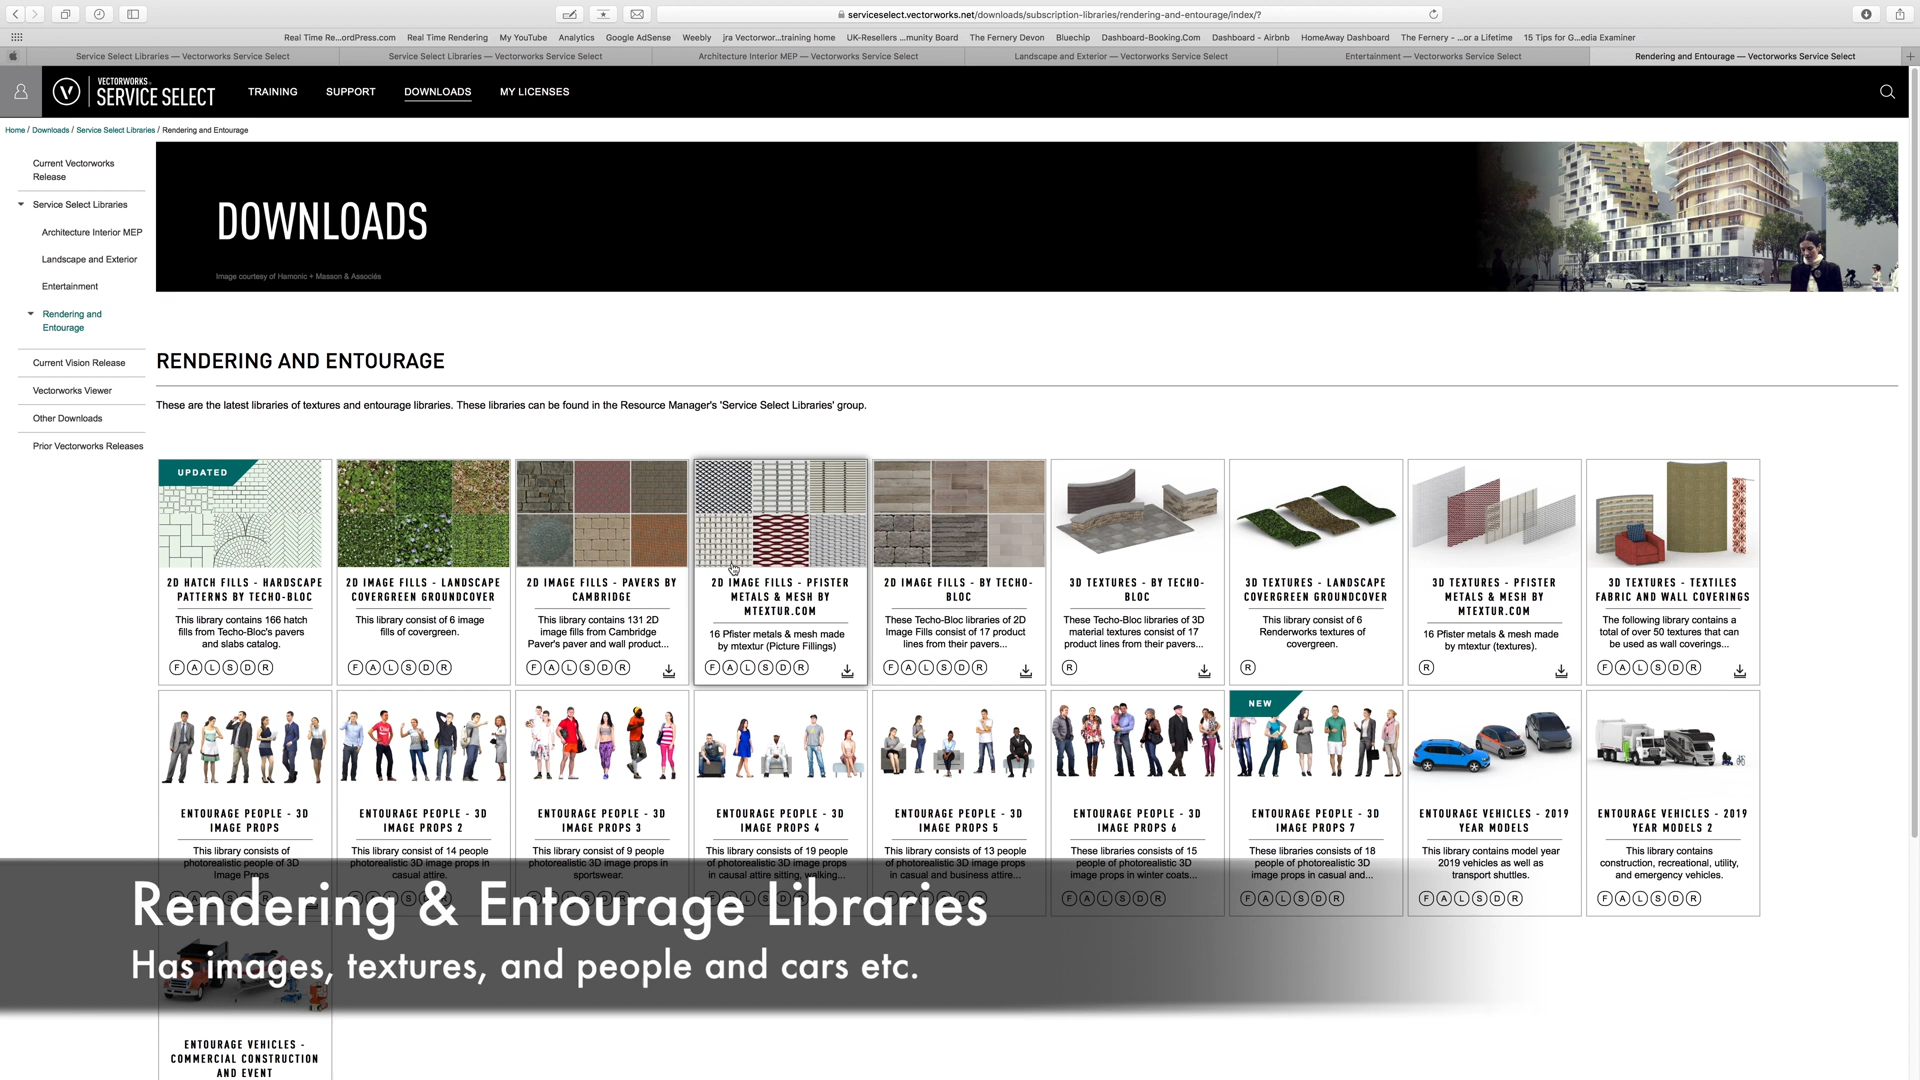 serviceselect.vectorworks.net/downloads/subscription-libraries/rendering-and-entourage/index/?
Real Time Re...ordPress.com Real Time Rendering My YouTube Analytics Google AdSense Weebly jra Vectorwor...training home UK-Resellers ...munity Board The Fernery Devon Bluechip Dashboard-Booking.Com Dashboard - Airbnb HomeAway Dashboard The Fernery - ...or a Lifetime 15 Tips for G...edia Examiner
Service Select Libraries — Vectorworks Service Select Service Select Libraries — Vectorworks Service Select Architecture Interior MEP — Vectorworks Service Select Landscape and Exterior — Vectorworks Service Select Entertainment — Vectorworks Service Select Rendering and Entourage — Vectorworks Service Select
VECTORWORKS
SERVICE SELECT
TRAINING SUPPORT DOWNLOADS MY LICENSES
Home / Downloads / Service Select Libraries / Rendering and Entourage
Current Vectorworks
Release
Service Select Libraries
Architecture Interior MEP
Landscape and Exterior
Entertainment
Rendering and
Entourage
Current Vision Release
Vectorworks Viewer
Other Downloads
Prior Vectorworks Releases
DOWNLOADS
Image courtesy of Hamonic + Masson & Associés
RENDERING AND ENTOURAGE
These are the latest libraries of textures and entourage libraries. These libraries can be found in the Resource Manager's 'Service Select Libraries' group.
UPDATED
2D HATCH FILLS - HARDSCAPE
PATTERNS BY TECHO-BLOC
This library contains 166 hatch
fills from Techo-Bloc's pavers
and slabs catalog.
F A L S D R
2D IMAGE FILLS - LANDSCAPE
COVERGREEN GROUNDCOVER
This library consist of 6 image
fills of covergreen.
F A L S D R
2D IMAGE FILLS - PAVERS BY
CAMBRIDGE
This library contains 131 2D
image fills from Cambridge
Paver's paver and wall product...
F A L S D R
2D IMAGE FILLS - PFISTER
METALS & MESH BY
MTEXTUR.COM
16 Pfister metals & mesh made
by mtextur (Picture Fillings)
F A L S D R
2D IMAGE FILLS - BY TECHO-
BLOC
These Techo-Bloc libraries of 2D
Image Fills consist of 17 product
lines from their pavers...
F A L S D R
3D TEXTURES - BY TECHO-
BLOC
These Techo-Bloc libraries of 3D
material textures consist of 17
product lines from their pavers...
R
3D TEXTURES - LANDSCAPE
COVERGREEN GROUNDCOVER
This library consist of 6
Renderworks textures of
covergreen.
R
3D TEXTURES - PFISTER
METALS & MESH BY
MTEXTUR.COM
16 Pfister metals & mesh made
by mtextur (textures).
R
3D TEXTURES - TEXTILES
FABRIC AND WALL COVERINGS
The following library contains a
total of over 50 textures that can
be used as wall coverings...
F A L S D R
ENTOURAGE PEOPLE - 3D
IMAGE PROPS
This library consists of
photorealistic people of 3D
Image Props
ENTOURAGE PEOPLE - 3D
IMAGE PROPS 2
This library consist of 14 people
photorealistic 3D image props in
casual attire.
ENTOURAGE PEOPLE - 3D
IMAGE PROPS 3
This library consist of 9 people
photorealistic 3D image props in
sportswear.
ENTOURAGE PEOPLE - 3D
IMAGE PROPS 4
This library consists of 19 people
of photorealistic 3D image props
in causal attire sitting, walking...
ENTOURAGE PEOPLE - 3D
IMAGE PROPS 5
This library consists of 13 people
of photorealistic 3D image props
in casual and business attire...
ENTOURAGE PEOPLE - 3D
IMAGE PROPS 6
These libraries consists of 15
people of photorealistic 3D
image props in winter coats...
F A L S D R
NEW
ENTOURAGE PEOPLE - 3D
IMAGE PROPS 7
These libraries consists of 18
people of photorealistic 3D
image props in casual and...
F A L S D R
ENTOURAGE VEHICLES - 2019
YEAR MODELS
This library contains model year
2019 vehicles as well as
transport shuttles.
F A L S D R
ENTOURAGE VEHICLES - 2019
YEAR MODELS 2
This library contains
construction, recreational, utility,
and emergency vehicles.
F A L S D R
Rendering & Entourage Libraries
Has images, textures, and people and cars etc.
ENTOURAGE VEHICLES -
COMMERCIAL CONSTRUCTION
AND EVENT